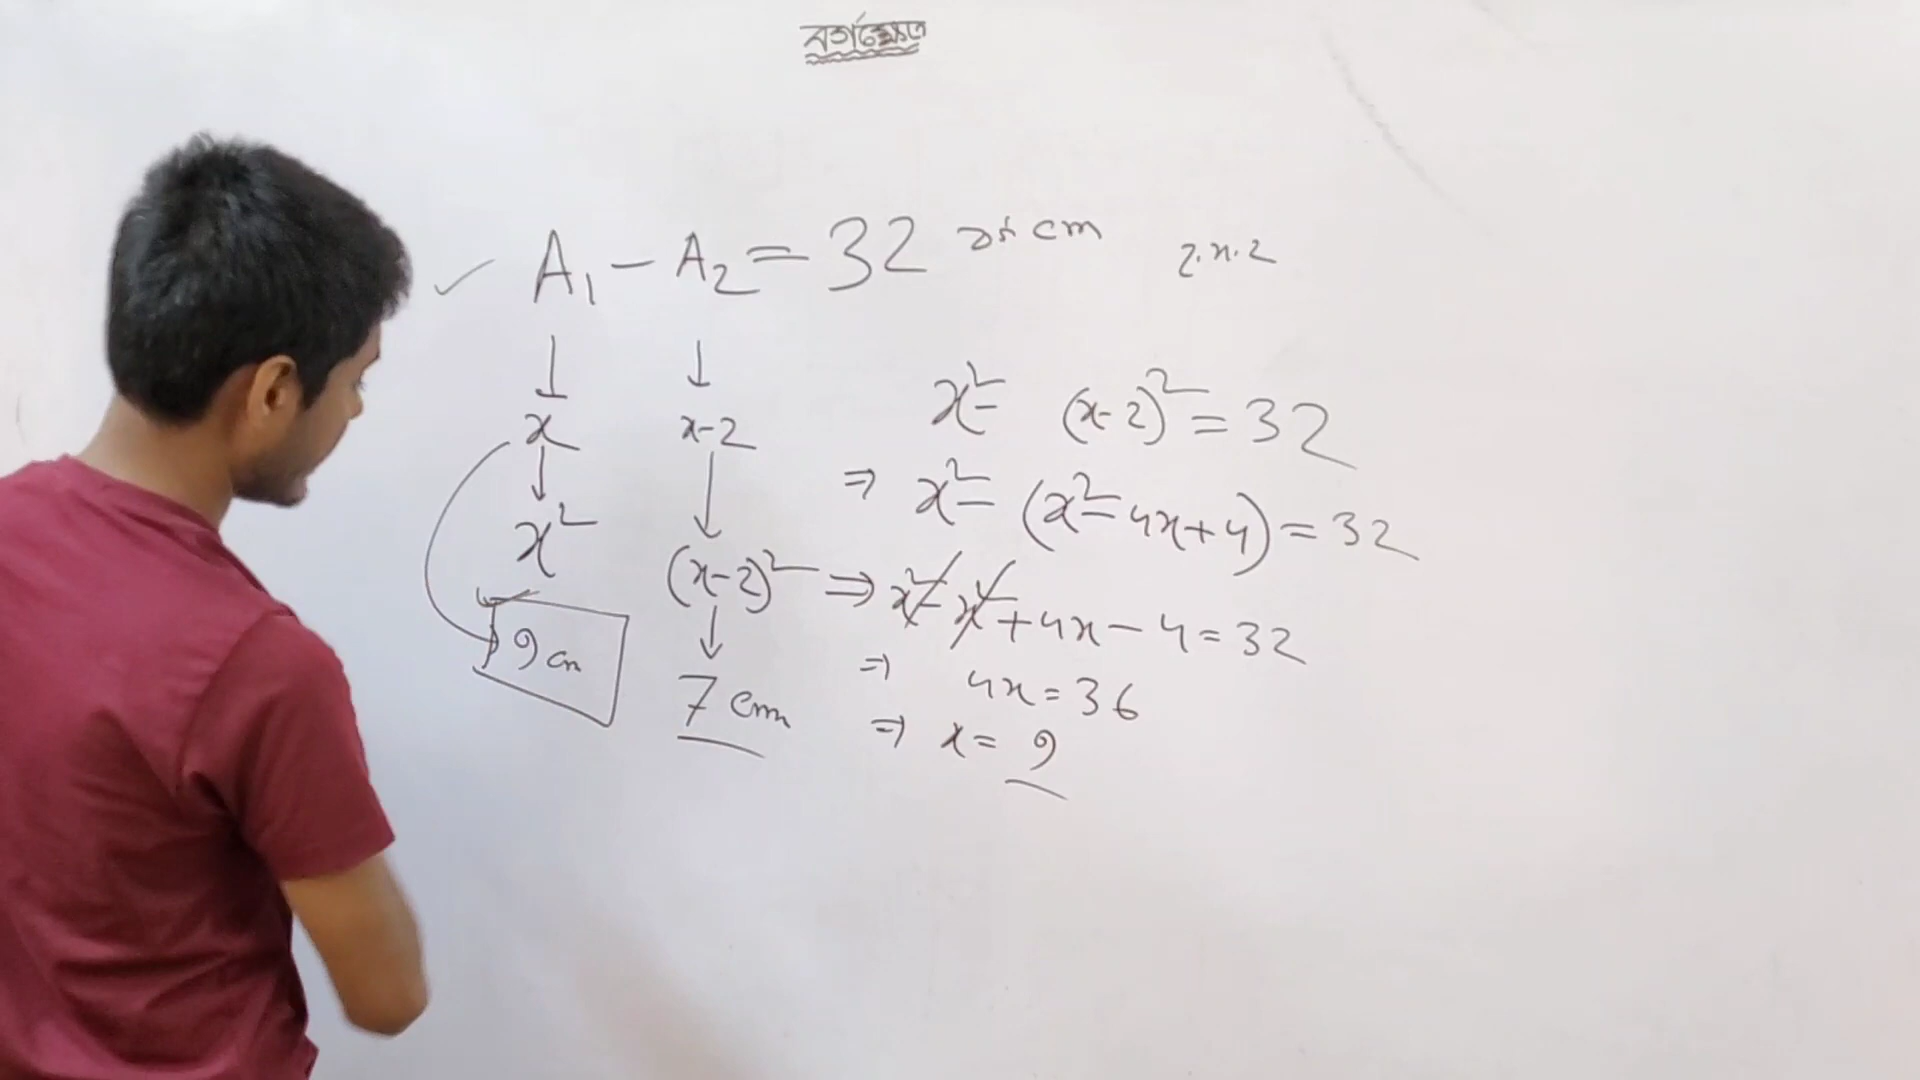 বর্গক্ষেত্র
✓ A₁ - A₂ = 32 cm
2.x.2
↓ ↓
x x-2
↓ ↓
x² (x-2)²
↓
9 cm 7 cm
x² - (x-2)² = 32
⇒ x² - (x² - 4x + 4) = 32
⇒ x² - x² + 4x - 4 = 32
⇒ 4x = 36
⇒ x = 9